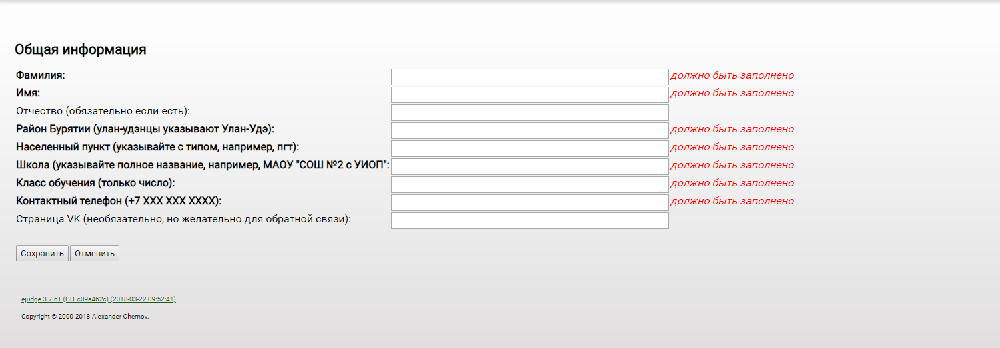 Общая информация
Фамилия: должно быть заполнено
Имя: должно быть заполнено
Отчество (обязательно если есть):
Район Бурятии (улан-удэнцы указывают Улан-Удэ): должно быть заполнено
Населенный пункт (указывайте с типом, например, пгт): должно быть заполнено
Школа (указывайте полное название, например, МАОУ "СОШ №2 с УИОП": должно быть заполнено
Класс обучения (только число): должно быть заполнено
Контактный телефон (+7 XXX XXX XXXX): должно быть заполнено
Страница VK (необязательно, но желательно для обратной связи):
Сохранить Отменить
ejudge 3.7.6+ (GIT c09a462c) (2018-03-22 09:52:41).
Copyright © 2000-2018 Alexander Chernov.